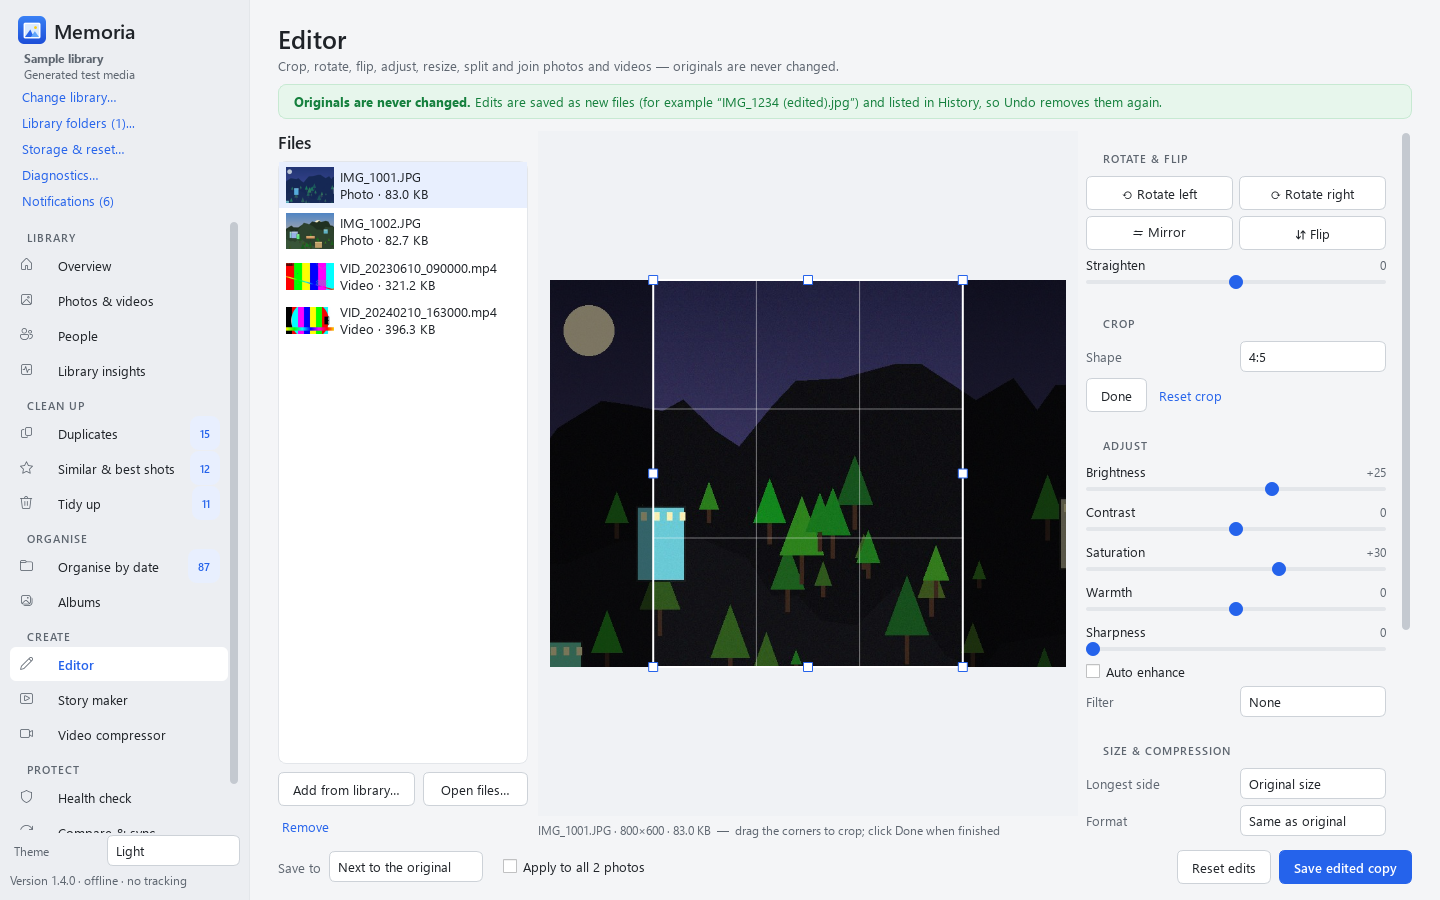 Memoria
Sample library
Generated test media
Change library...
Library folders (1)...
Storage & reset...
Diagnostics...
Notifications (6)
LIBRARY
Overview
Photos & videos
People
Library insights
CLEAN UP
Duplicates 15
Similar & best shots 12
Tidy up 11
ORGANISE
Organise by date 87
Albums
CREATE
Editor
Story maker
Video compressor
PROTECT
Health check
Compare & sync
Theme Light
Version 1.4.0 · offline · no tracking
Editor
Crop, rotate, flip, adjust, resize, split and join photos and videos — originals are never changed.
Originals are never changed. Edits are saved as new files (for example "IMG_1234 (edited).jpg") and listed in History, so Undo removes them again.
Files
IMG_1001.JPG
Photo · 83.0 KB
IMG_1002.JPG
Photo · 82.7 KB
VID_20230610_090000.mp4
Video · 321.2 KB
VID_20240210_163000.mp4
Video · 396.3 KB
Add from library... Open files...
Remove
IMG_1001.JPG · 800×600 · 83.0 KB — drag the corners to crop; click Done when finished
Save to Next to the original Apply to all 2 photos
ROTATE & FLIP
Rotate left Rotate right
Mirror Flip
Straighten 0
CROP
Shape 4:5
Done Reset crop
ADJUST
Brightness +25
Contrast 0
Saturation +30
Warmth 0
Sharpness 0
Auto enhance
Filter None
SIZE & COMPRESSION
Longest side Original size
Format Same as original
Reset edits Save edited copy